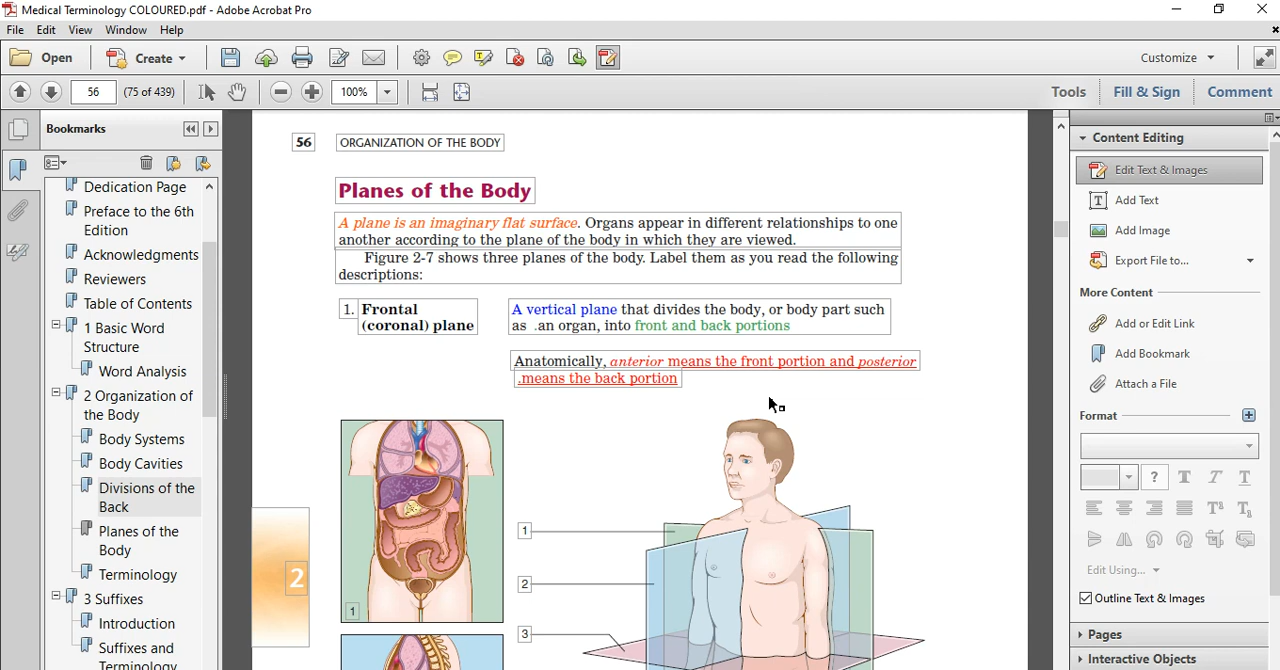 Medical Terminology COLOURED.pdf - Adobe Acrobat Pro
File Edit View Window Help
Open Create Customize
56 (75 of 439) 100% Tools Fill & Sign Comment
Bookmarks
Dedication Page
Preface to the 6th
Edition
Acknowledgments
Reviewers
Table of Contents
1 Basic Word
Structure
Word Analysis
2 Organization of
the Body
Body Systems
Body Cavities
Divisions of the
Back
Planes of the
Body
Terminology
3 Suffixes
Introduction
Suffixes and
Terminology
56 ORGANIZATION OF THE BODY
Planes of the Body
A plane is an imaginary flat surface. Organs appear in different relationships to one
another according to the plane of the body in which they are viewed.
Figure 2-7 shows three planes of the body. Label them as you read the following
descriptions:
1. Frontal
(coronal) plane
A vertical plane that divides the body, or body part such
as .an organ, into front and back portions
Anatomically, anterior means the front portion and posterior
.means the back portion
1
2
3
2
1
Content Editing
Edit Text & Images
T Add Text
Add Image
Export File to...
More Content
Add or Edit Link
Add Bookmark
Attach a File
Format
? T T T
T T
Edit Using...
Outline Text & Images
Pages
Interactive Objects